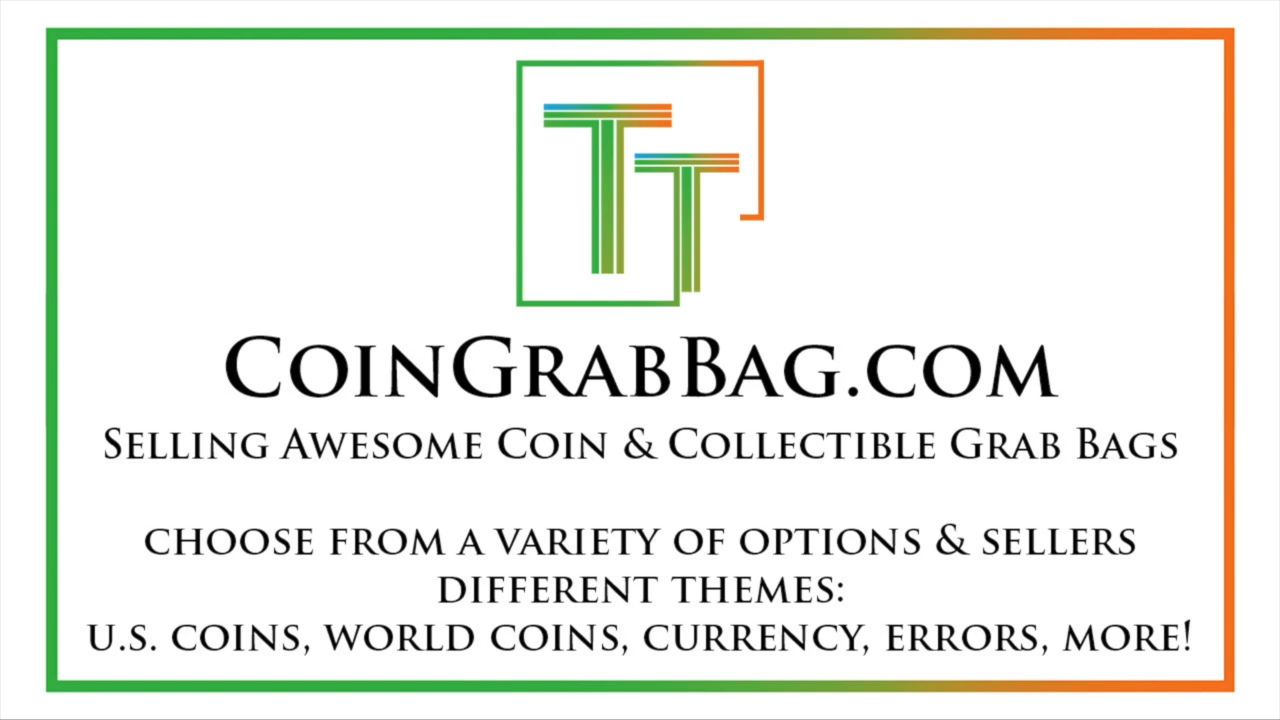 TT
CoinGrabBag.com
Selling Awesome Coin & Collectible Grab Bags
choose from a variety of options & sellers
different themes:
u.s. coins, world coins, currency, errors, more!